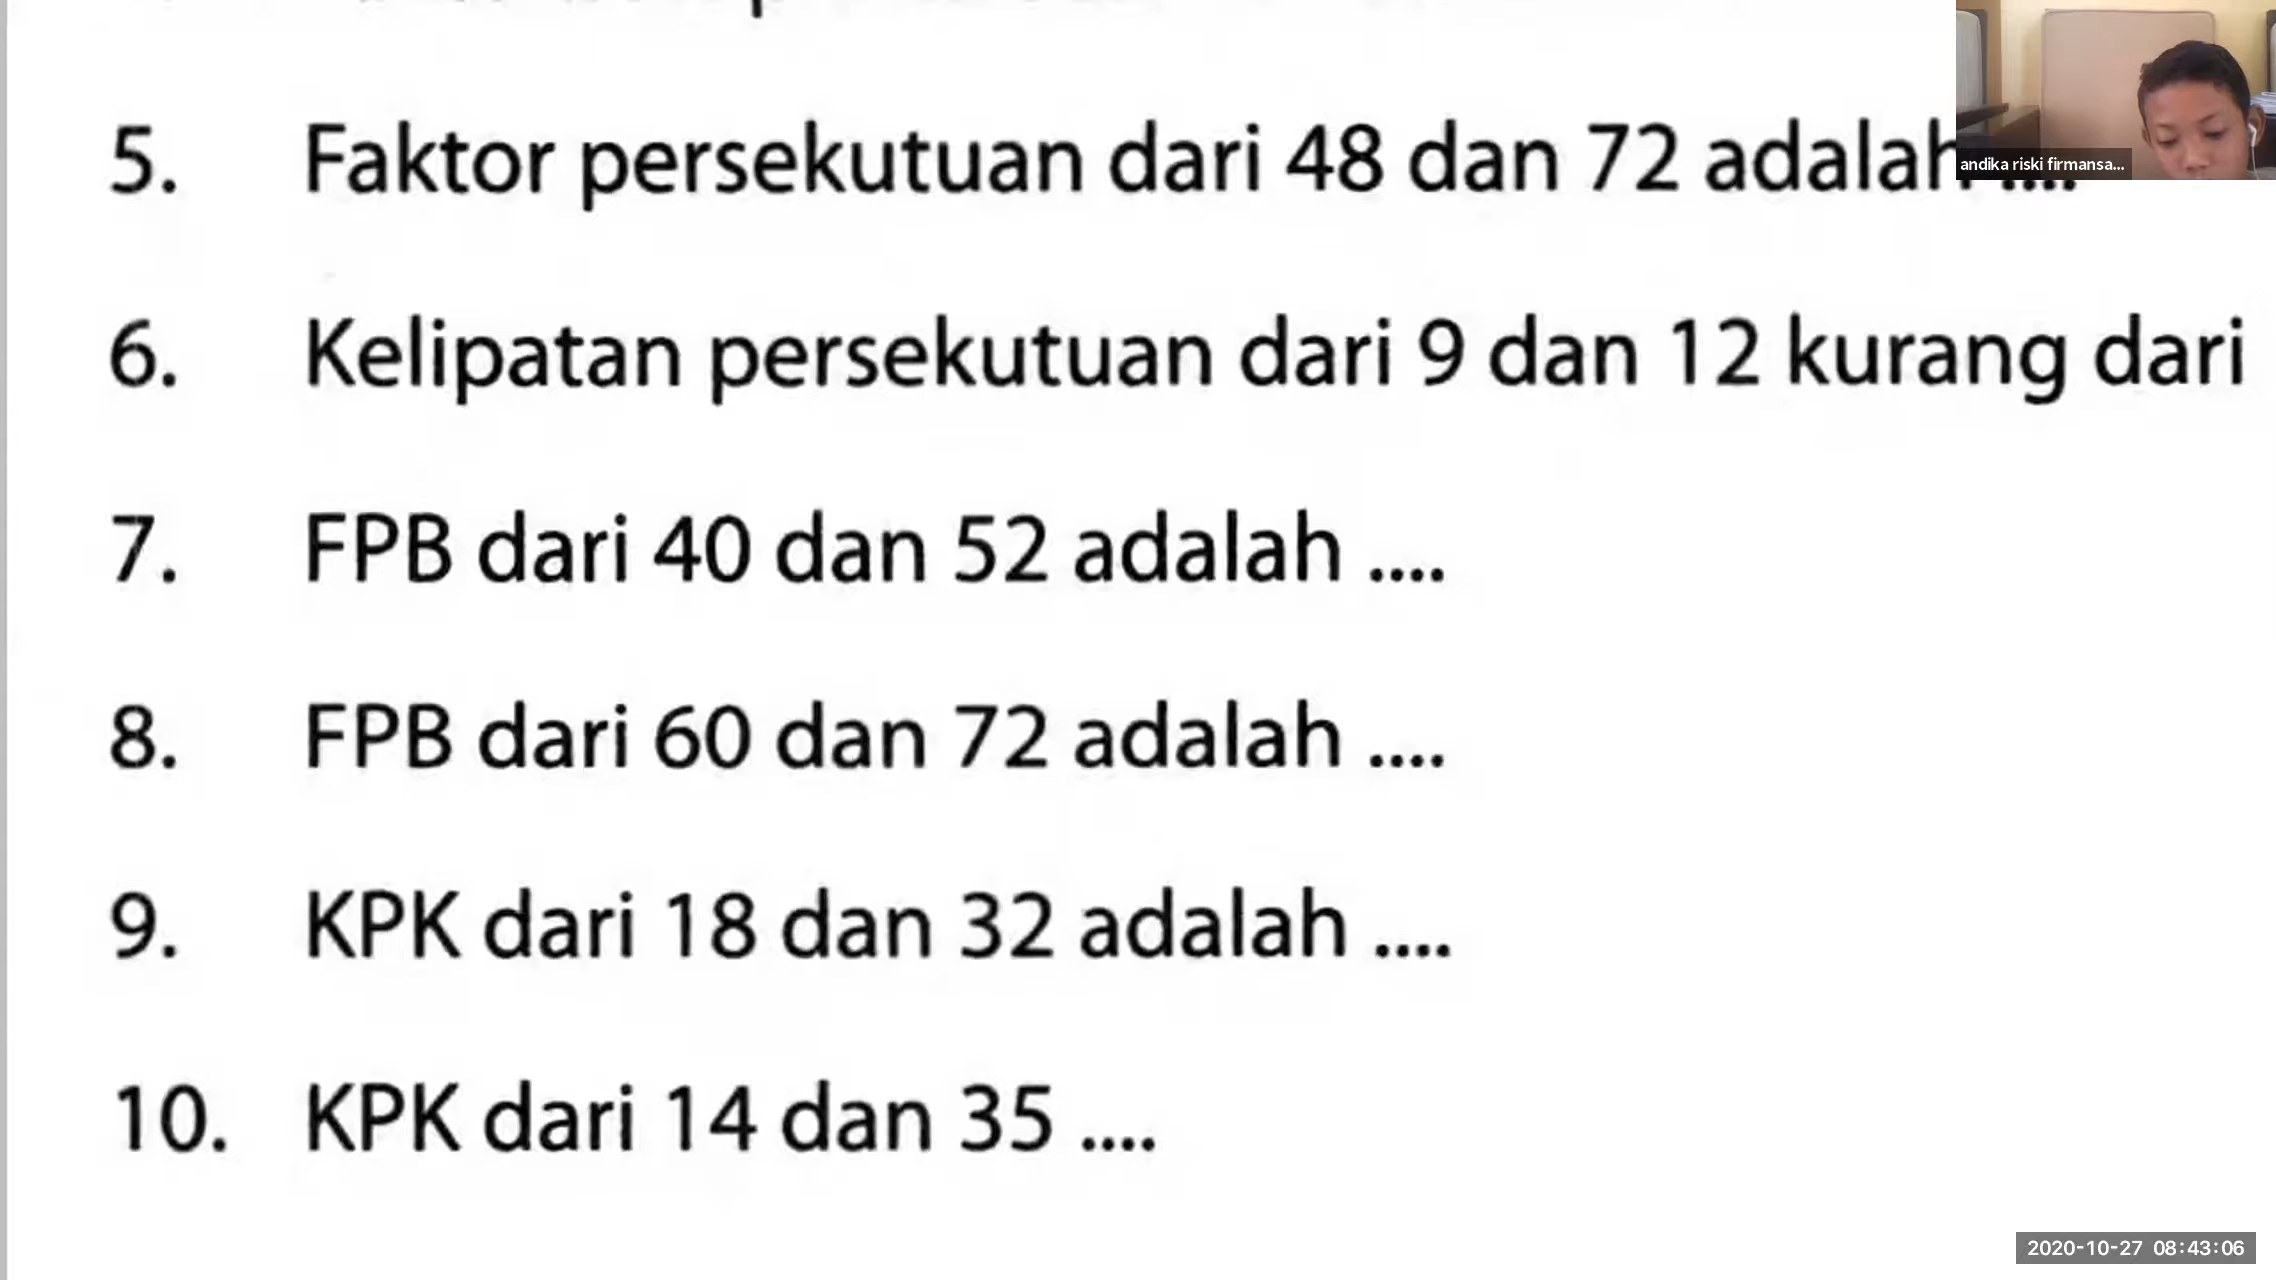 5. Faktor persekutuan dari 48 dan 72 adalah ....
andika riski firmansa...
6. Kelipatan persekutuan dari 9 dan 12 kurang dari
7. FPB dari 40 dan 52 adalah ....
8. FPB dari 60 dan 72 adalah ....
9. KPK dari 18 dan 32 adalah ....
10. KPK dari 14 dan 35 ....
2020-10-27 08:43:06